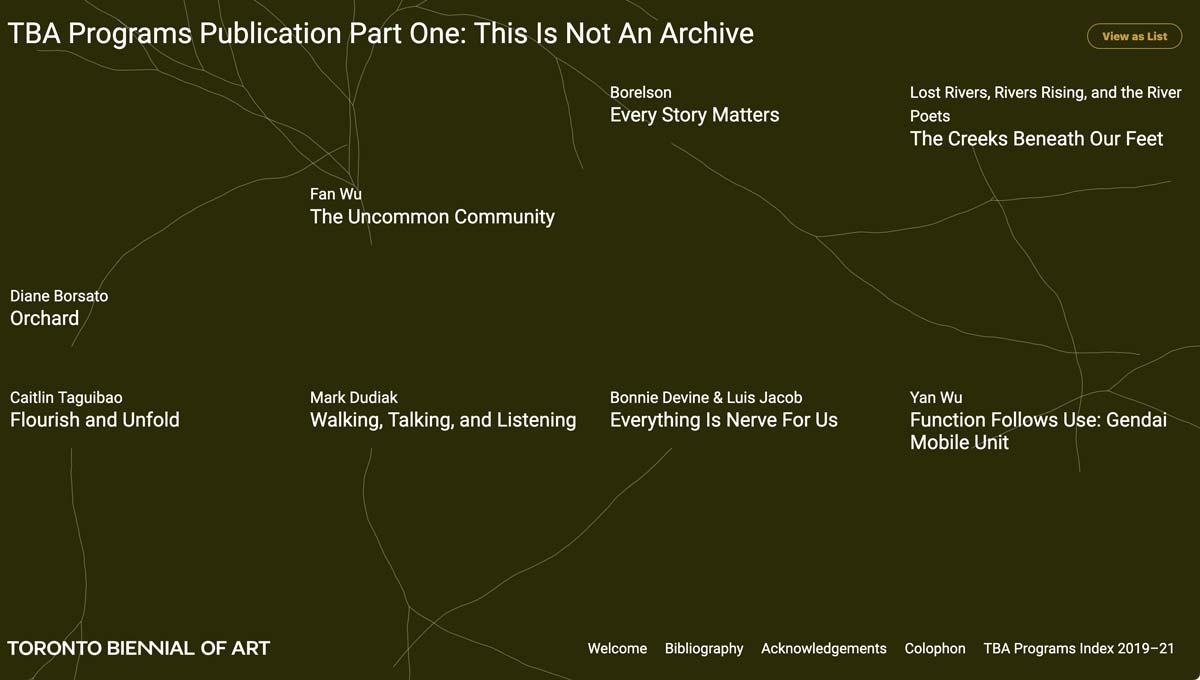 TBA Programs Publication Part One: This Is Not An Archive
View as List
Borelson
Every Story Matters
Lost Rivers, Rivers Rising, and the River
Poets
The Creeks Beneath Our Feet
Fan Wu
The Uncommon Community
Diane Borsato
Orchard
Caitlin Taguibao
Flourish and Unfold
Mark Dudiak
Walking, Talking, and Listening
Bonnie Devine & Luis Jacob
Everything Is Nerve For Us
Yan Wu
Function Follows Use: Gendai
Mobile Unit
TORONTO BIENNIAL OF ART
Welcome
Bibliography
Acknowledgements
Colophon
TBA Programs Index 2019–21